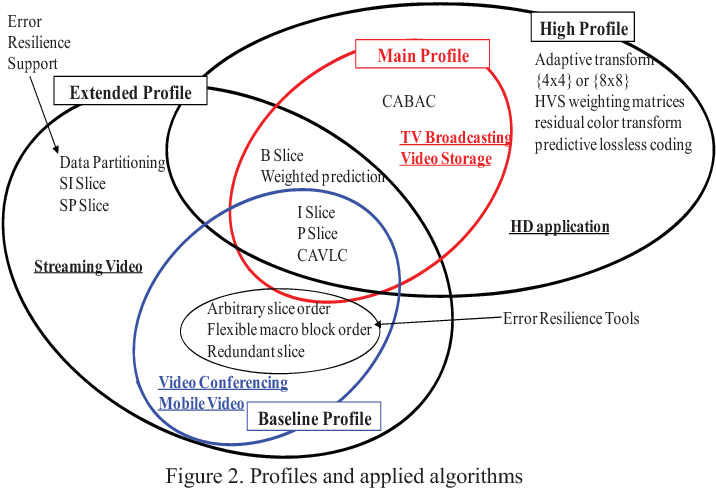 Error
Resilience
Support
High Profile
Main Profile
Adaptive transform
{4x4} or {8x8}
HVS weighting matrices
residual color transform
predictive lossless coding
Extended Profile
CABAC
TV Broadcasting
Video Storage
Data Partitioning
SI Slice
SP Slice
B Slice
Weighted prediction
I Slice
P Slice
CAVLC
HD application
Streaming Video
Arbitrary slice order
Flexible macro block order
Redundant slice
Error Resilience Tools
Video Conferencing
Mobile Video
Baseline Profile
Figure 2. Profiles and applied algorithms